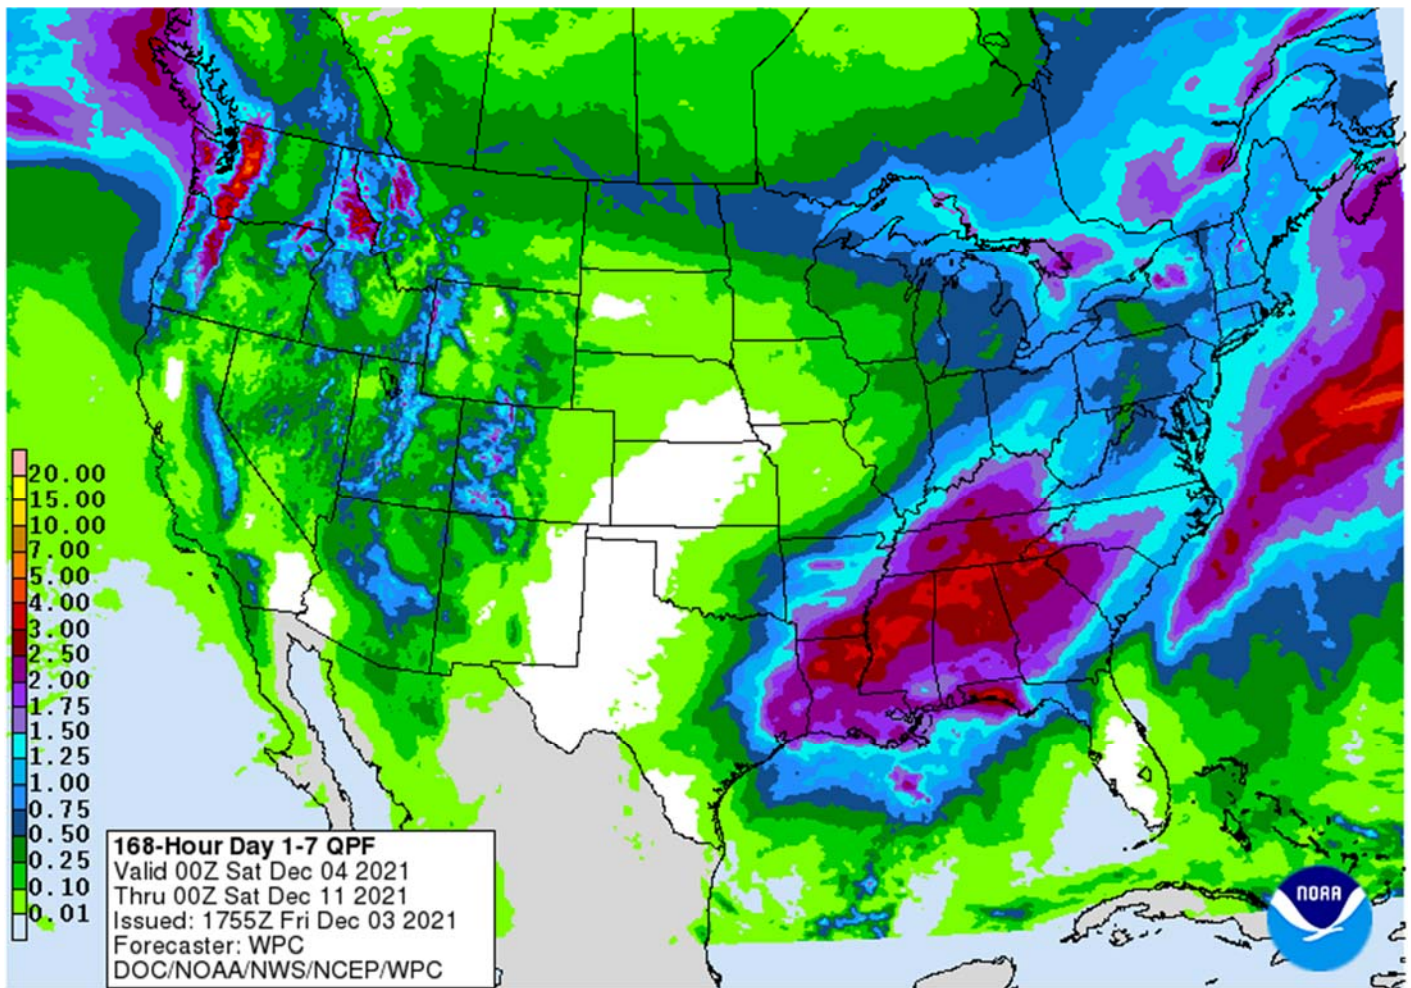 20.00
15.00
10.00
7.00
5.00
4.00
3.00
2.50
2.00
1.75
1.50
1.25
1.00
0.75
0.50
0.25
0.10
0.01
168-Hour Day 1-7 QPF
Valid 00Z Sat Dec 04 2021
Thru 00Z Sat Dec 11 2021
Issued: 1755Z Fri Dec 03 2021
Forecaster: WPC
DOC/NOAA/NWS/NCEP/WPC
NOAA